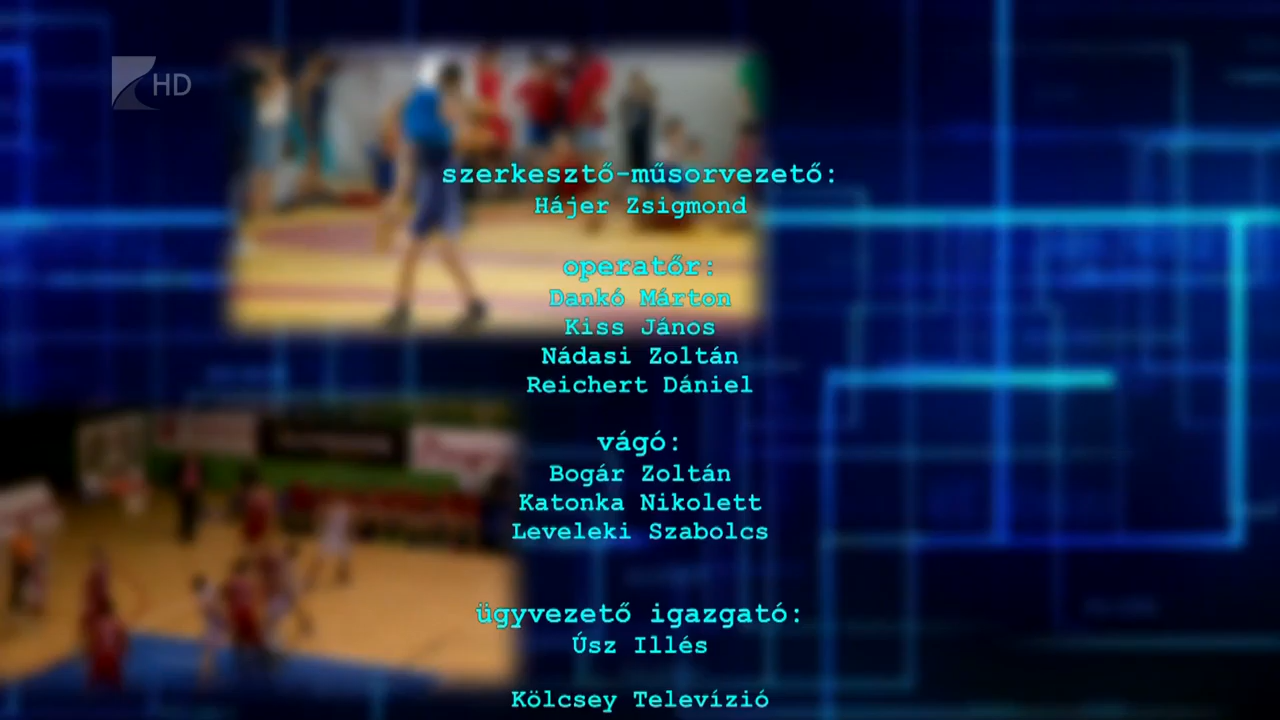 HD
szerkesztő-műsorvezető:
Hájer Zsigmond
operatőr:
Dankó Márton
Kiss János
Nádasi Zoltán
Reichert Dániel
vágó:
Bogár Zoltán
Katonka Nikolett
Leveleki Szabolcs
ügyvezető igazgató:
Úsz Illés
Kölcsey Televízió